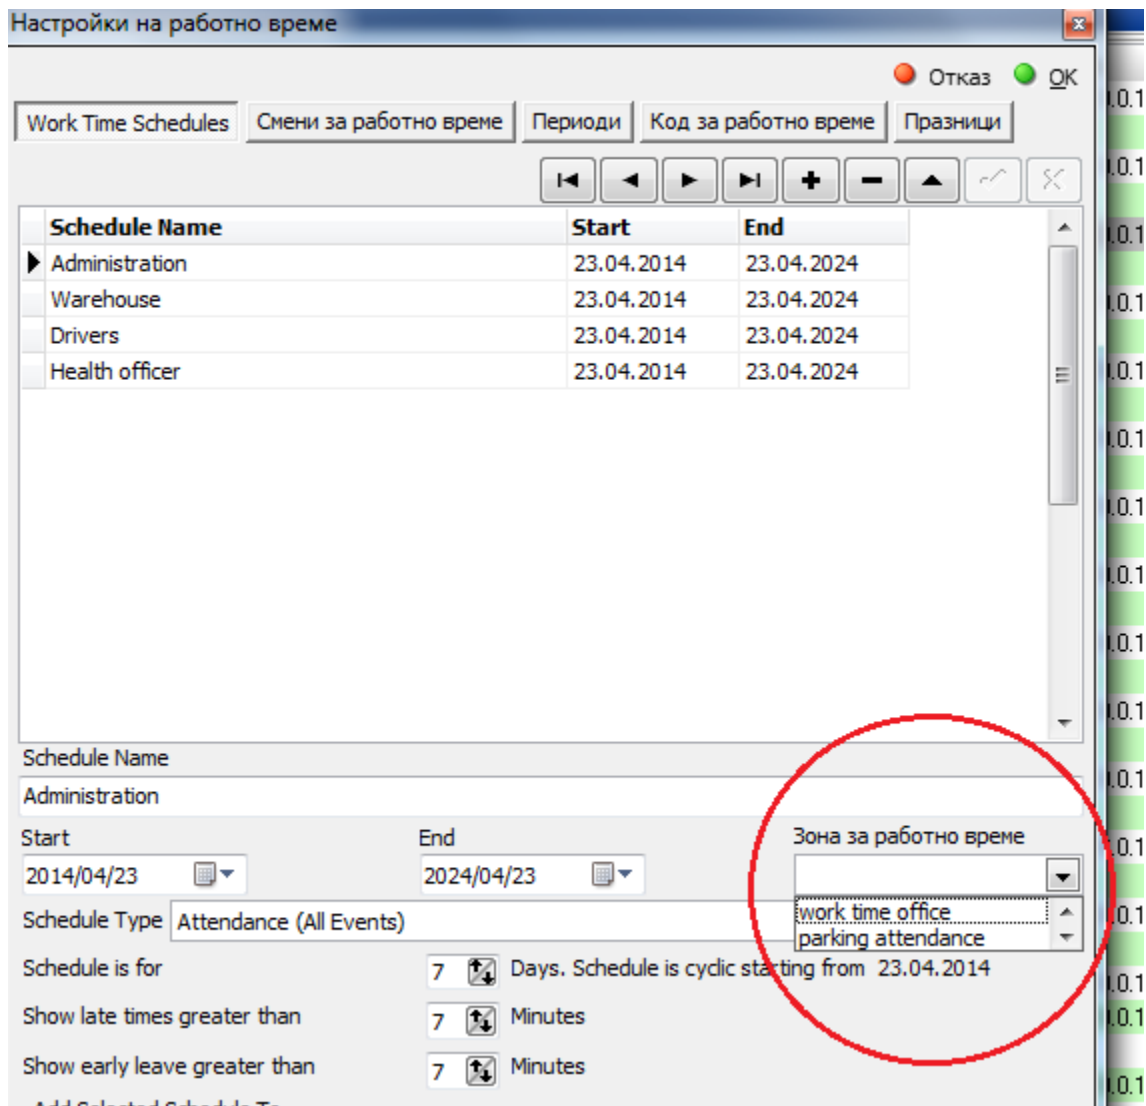 Настройки на работно време
Отказ OK
Work Time Schedules Смени за работно време Периоди Код за работно време Празници
Schedule Name Start End
Administration 23.04.2014 23.04.2024
Warehouse 23.04.2014 23.04.2024
Drivers 23.04.2014 23.04.2024
Health officer 23.04.2014 23.04.2024
Schedule Name
Administration
Start End Зона за работно време
2014/04/23 2024/04/23
Schedule Type Attendance (All Events) work time office
parking attendance
Schedule is for 7 Days. Schedule is cyclic starting from 23.04.2014
Show late times greater than 7 Minutes
Show early leave greater than 7 Minutes
Add Selected Schedule To